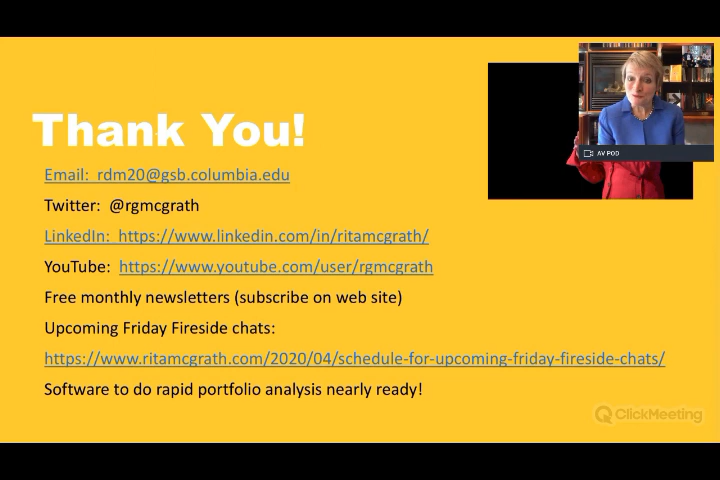 Thank You!
Email:  rdm20@gsb.columbia.edu
Twitter:  @rgmcgrath
LinkedIn:  https://www.linkedin.com/in/ritamcgrath/
YouTube:  https://www.youtube.com/user/rgmcgrath
Free monthly newsletters (subscribe on web site)
Upcoming Friday Fireside chats:
https://www.ritamcgrath.com/2020/04/schedule-for-upcoming-friday-fireside-chats/
Software to do rapid portfolio analysis nearly ready!
AV POD
ClickMeeting